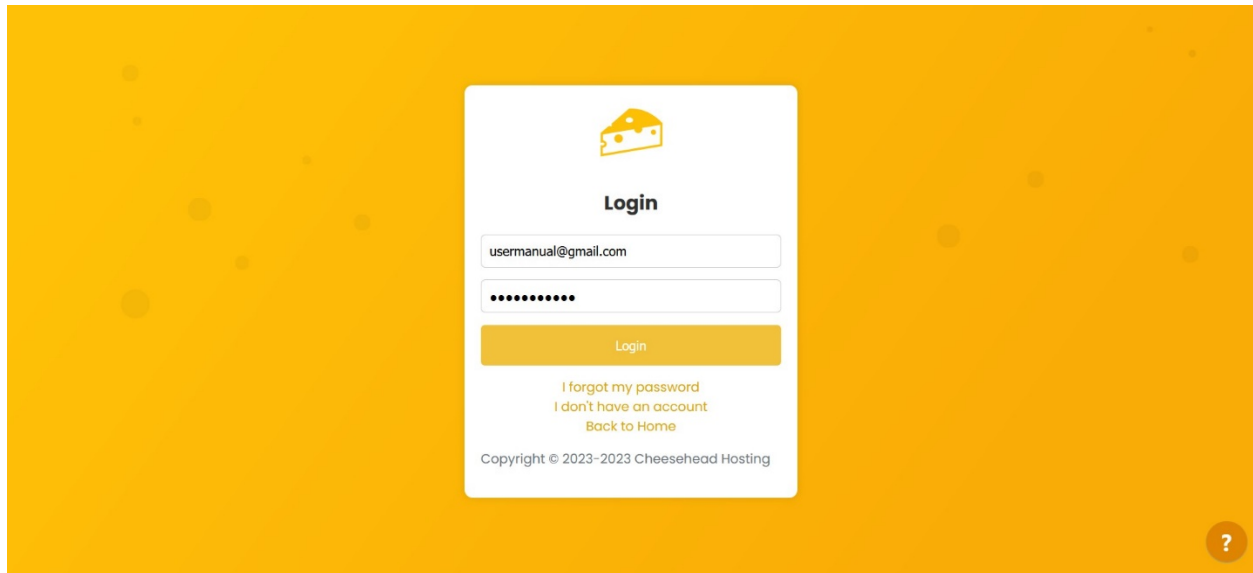 Login
usermanual@gmail.com
•••••••••••
Login
I forgot my password
I don't have an account
Back to Home
Copyright © 2023-2023 Cheesehead Hosting
?